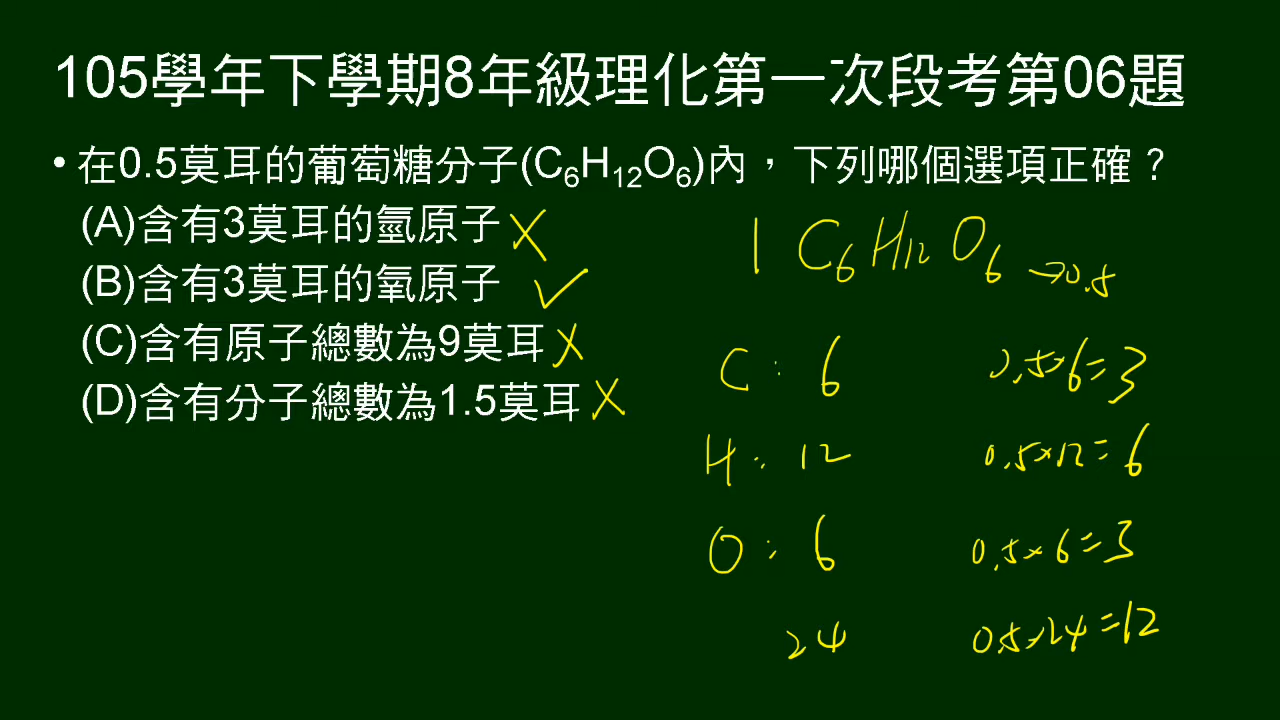 105學年下學期8年級理化第一次段考第06題
• 在0.5莫耳的葡萄糖分子(C₆H₁₂O₆)內，下列哪個選項正確？
(A)含有3莫耳的氫原子 ✗
(B)含有3莫耳的氧原子 ✓
(C)含有原子總數為9莫耳 ✗
(D)含有分子總數為1.5莫耳 ✗
1 C₆H₁₂O₆ →0.5
C : 6 0.5×6=3
H : 12 0.5×12=6
O : 6 0.5×6=3
24 0.5×24=12